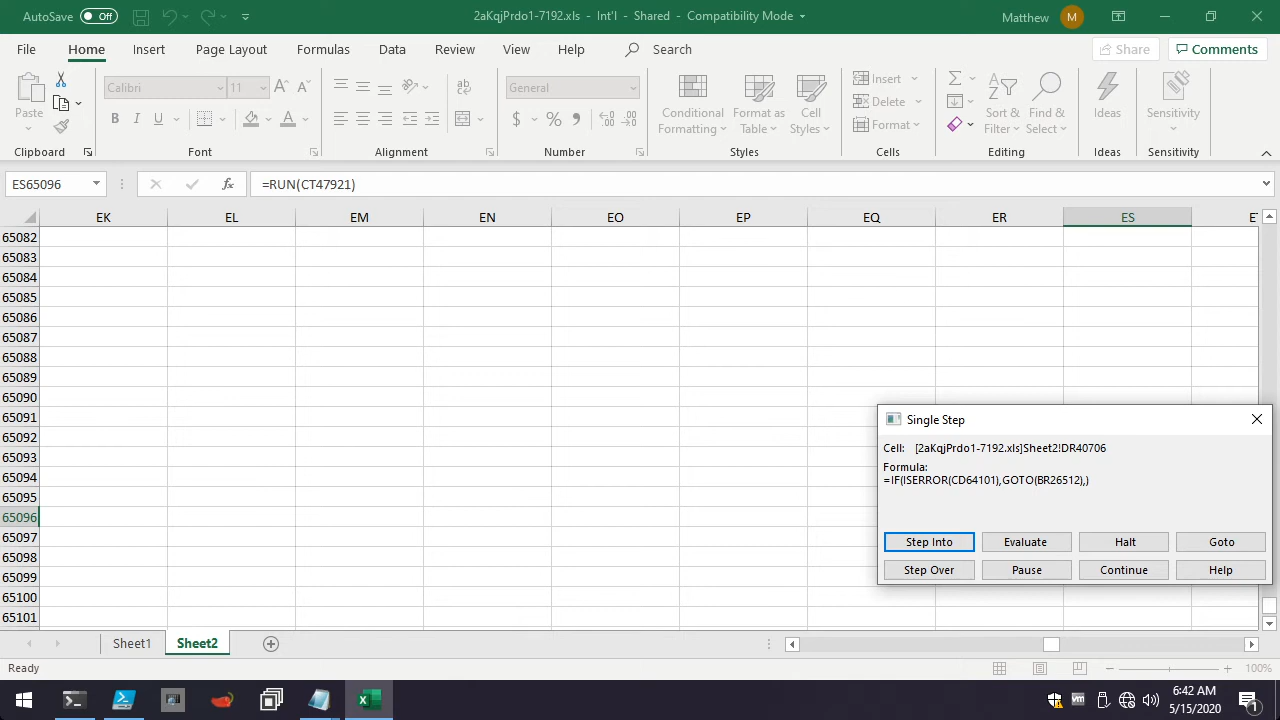 AutoSave Off 2aKqjPrdo1-7192.xls - Int'l - Shared - Compatibility Mode Matthew M
File Home Insert Page Layout Formulas Data Review View Help Search Share Comments
Paste Calibri 11 General Conditional Formatting Format as Table Cell Styles Insert Delete Format Sort & Filter Find & Select Ideas Sensitivity
B I U A $ % ,
Clipboard Font Alignment Number Styles Cells Editing Ideas Sensitivity
ES65096 fx =RUN(CT47921)
EK EL EM EN EO EP EQ ER ES ET
65082
65083
65084
65085
65086
65087
65088
65089
65090
65091
65092
65093
65094
65095
65096
65097
65098
65099
65100
65101
Single Step
Cell: [2aKqjPrdo1-7192.xls]Sheet2!DR40706
Formula:
=IF(ISERROR(CD64101),GOTO(BR26512),)
Step Into Evaluate Halt Goto
Step Over Pause Continue Help
Sheet1 Sheet2
Ready 100%
6:42 AM
5/15/2020
1